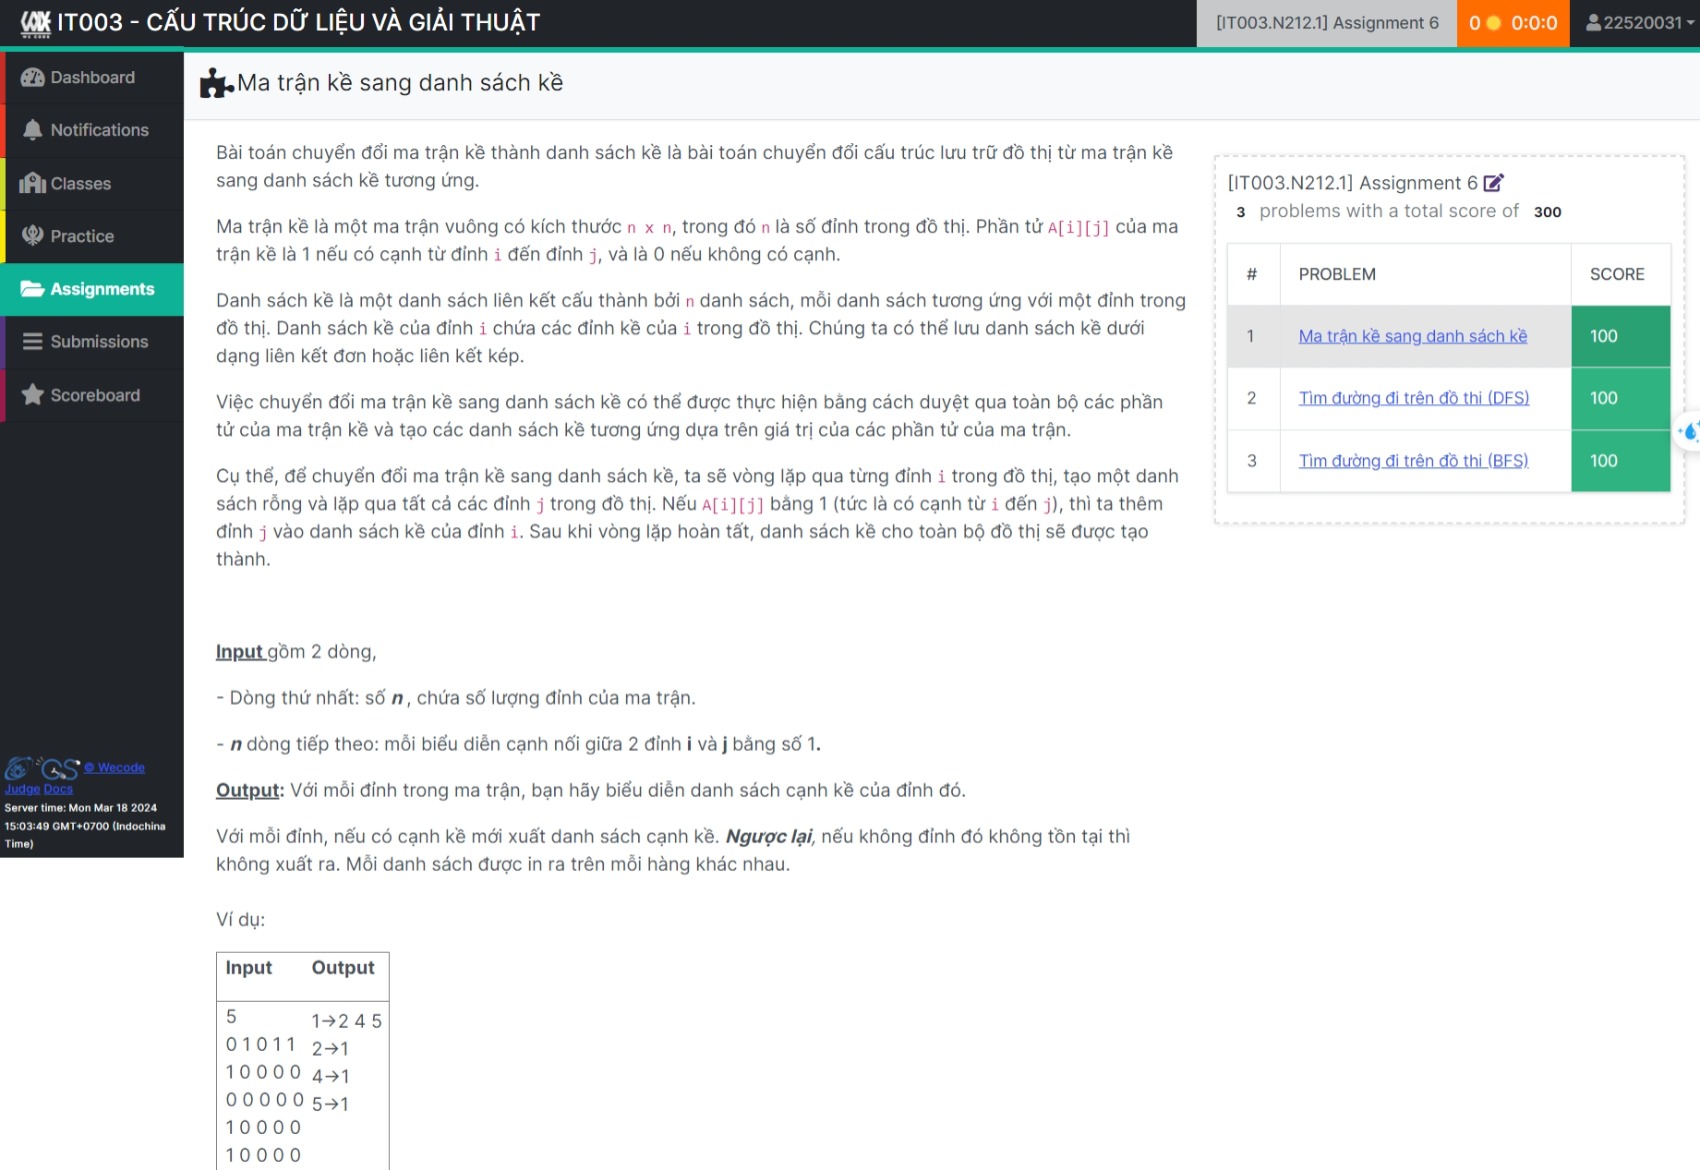 IT003 - CẤU TRÚC DỮ LIỆU VÀ GIẢI THUẬT
[IT003.N212.1] Assignment 6
0 0:0:0
22520031
Dashboard
Notifications
Classes
Practice
Assignments
Submissions
Scoreboard
© Wecode
Judge Docs
Server time: Mon Mar 18 2024
15:03:49 GMT+0700 (Indochina
Time)
Ma trận kề sang danh sách kề
Bài toán chuyển đổi ma trận kề thành danh sách kề là bài toán chuyển đổi cấu trúc lưu trữ đồ thị từ ma trận kề
sang danh sách kề tương ứng.
Ma trận kề là một ma trận vuông có kích thước n x n, trong đó n là số đỉnh trong đồ thị. Phần tử A[i][j] của ma
trận kề là 1 nếu có cạnh từ đỉnh i đến đỉnh j, và là 0 nếu không có cạnh.
Danh sách kề là một danh sách liên kết cấu thành bởi n danh sách, mỗi danh sách tương ứng với một đỉnh trong
đồ thị. Danh sách kề của đỉnh i chứa các đỉnh kề của i trong đồ thị. Chúng ta có thể lưu danh sách kề dưới
dạng liên kết đơn hoặc liên kết kép.
Việc chuyển đổi ma trận kề sang danh sách kề có thể được thực hiện bằng cách duyệt qua toàn bộ các phần
tử của ma trận kề và tạo các danh sách kề tương ứng dựa trên giá trị của các phần tử của ma trận.
Cụ thể, để chuyển đổi ma trận kề sang danh sách kề, ta sẽ vòng lặp qua từng đỉnh i trong đồ thị, tạo một danh
sách rỗng và lặp qua tất cả các đỉnh j trong đồ thị. Nếu A[i][j] bằng 1 (tức là có cạnh từ i đến j), thì ta thêm
đỉnh j vào danh sách kề của đỉnh i. Sau khi vòng lặp hoàn tất, danh sách kề cho toàn bộ đồ thị sẽ được tạo
thành.
Input gồm 2 dòng,
- Dòng thứ nhất: số n , chứa số lượng đỉnh của ma trận.
- n dòng tiếp theo: mỗi biểu diễn cạnh nối giữa 2 đỉnh i và j bằng số 1.
Output: Với mỗi đỉnh trong ma trận, bạn hãy biểu diễn danh sách cạnh kề của đỉnh đó.
Với mỗi đỉnh, nếu có cạnh kề mới xuất danh sách cạnh kề. Ngược lại, nếu không đỉnh đó không tồn tại thì
không xuất ra. Mỗi danh sách được in ra trên mỗi hàng khác nhau.
Ví dụ:
Input Output
5
0 1 0 1 1
1 0 0 0 0
0 0 0 0 0
1 0 0 0 0
1 0 0 0 0
1→2 4 5
2→1
4→1
5→1
[IT003.N212.1] Assignment 6
3 problems with a total score of 300
# PROBLEM SCORE
1 Ma trận kề sang danh sách kề 100
2 Tìm đường đi trên đồ thị (DFS) 100
3 Tìm đường đi trên đồ thị (BFS) 100